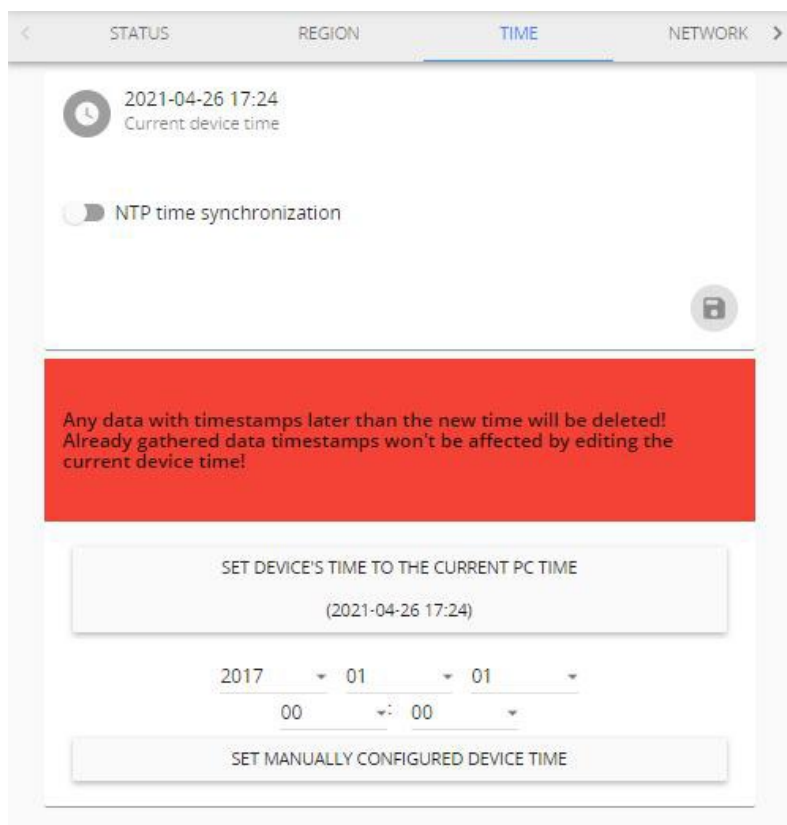 STATUS REGION TIME NETWORK
2021-04-26 17:24
Current device time
NTP time synchronization
Any data with timestamps later than the new time will be deleted!
Already gathered data timestamps won't be affected by editing the
current device time!
SET DEVICE'S TIME TO THE CURRENT PC TIME
(2021-04-26 17:24)
2017 01 01
00 : 00
SET MANUALLY CONFIGURED DEVICE TIME